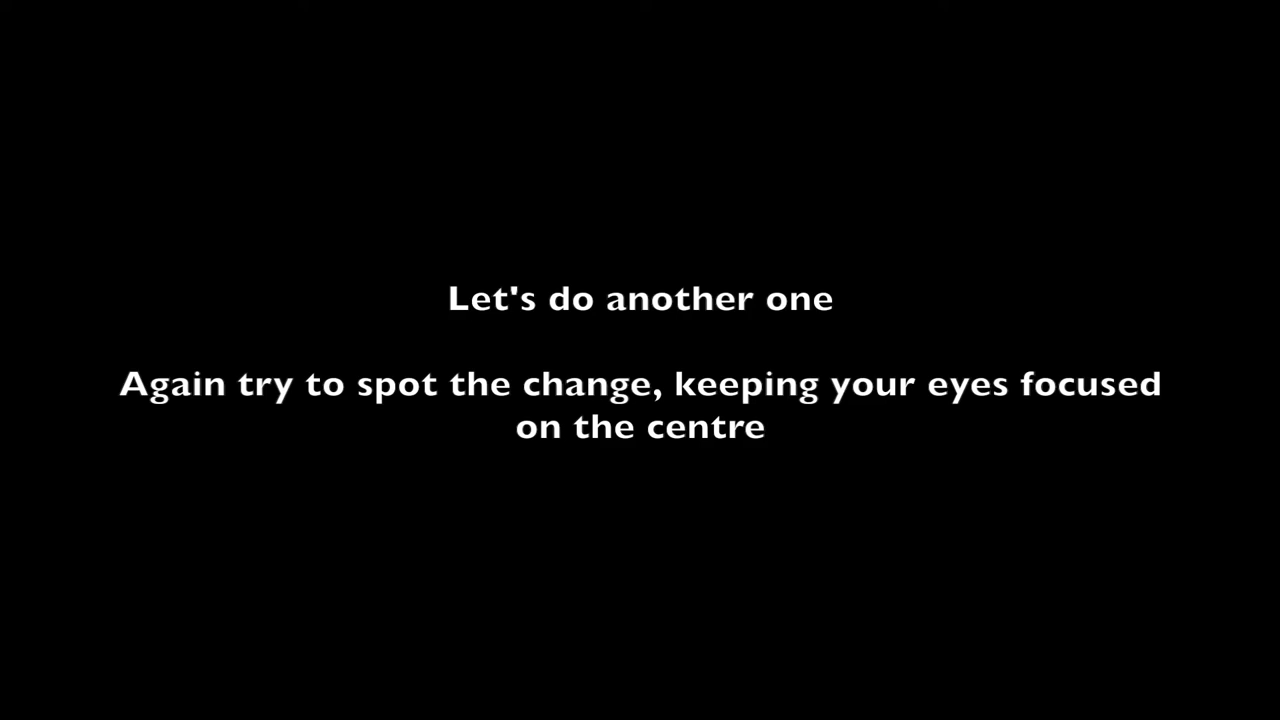 Let's do another one
Again try to spot the change, keeping your eyes focused
on the centre